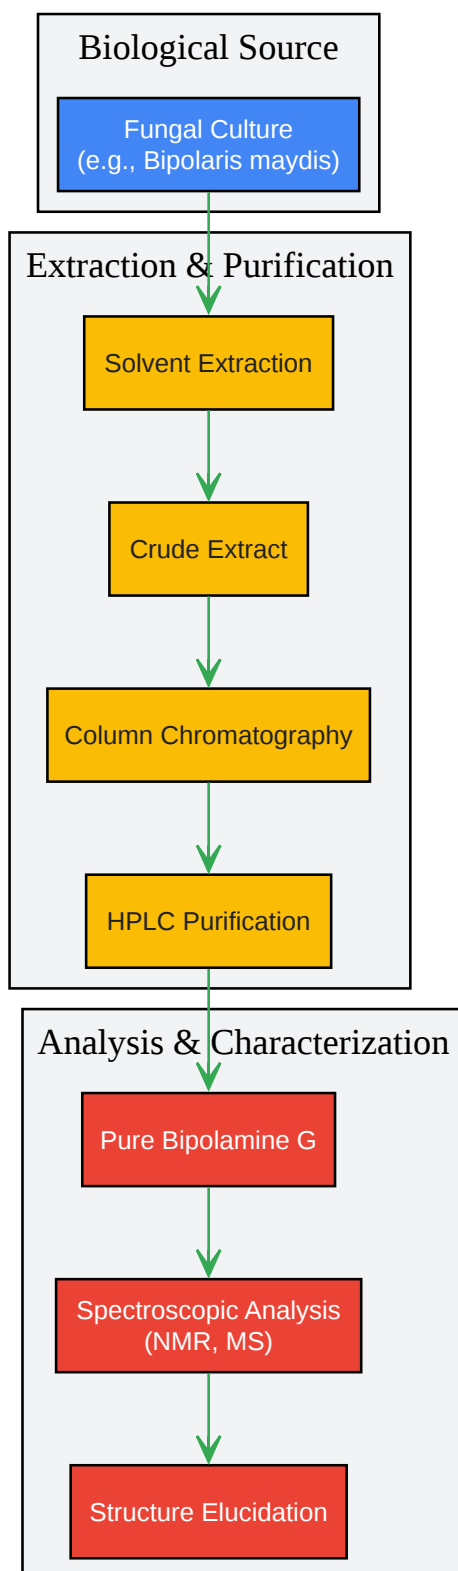 Biological Source
Fungal Culture
(e.g., Bipolaris maydis)
Extraction & Purification
Solvent Extraction
Crude Extract
Column Chromatography
HPLC Purification
Analysis & Characterization
Pure Bipolamine G
Spectroscopic Analysis
(NMR, MS)
Structure Elucidation